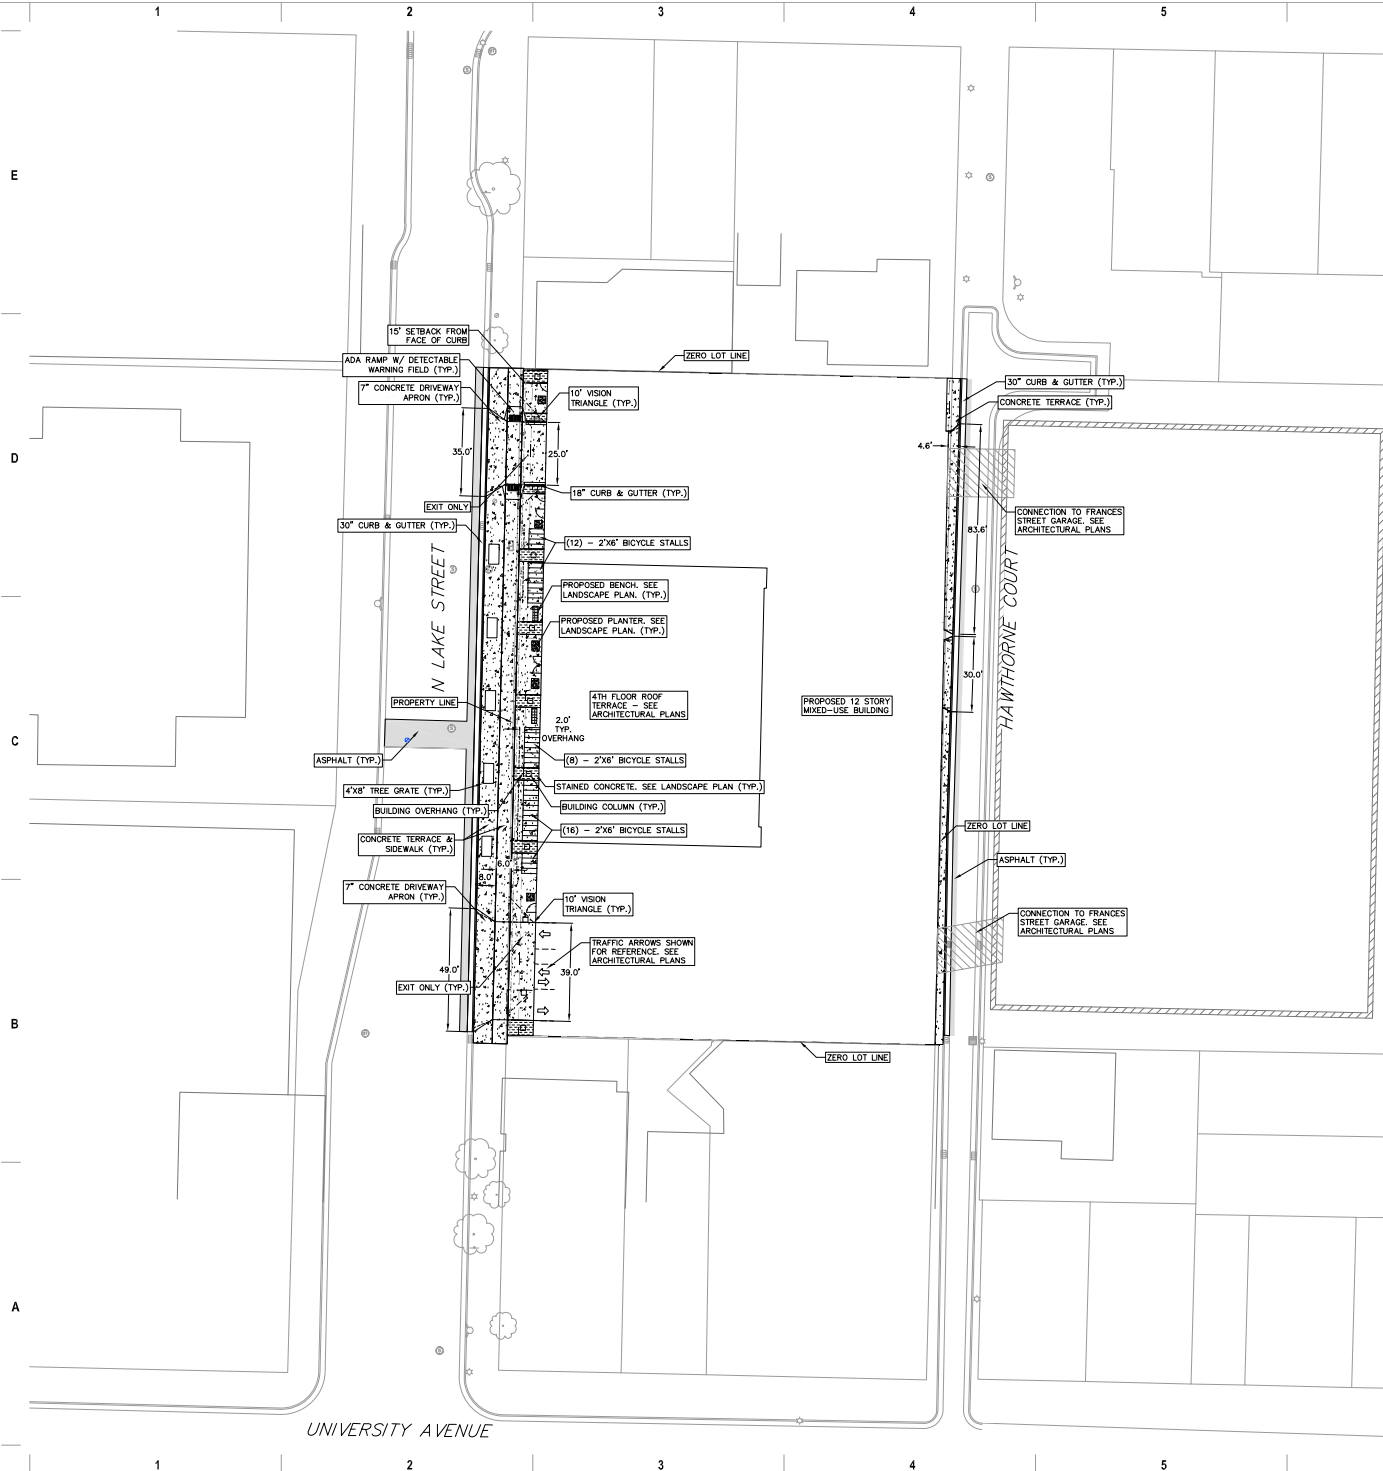 1
2
3
4
5
E
15' SETBACK FROM
FACE OF CURB
ZERO LOT LINE
ADA RAMP W/ DETECTABLE
WARNING FIELD (TYP.)
7" CONCRETE DRIVEWAY
APRON (TYP.)
10' VISION
TRIANGLE (TYP.)
30" CURB & GUTTER (TYP.)
CONCRETE TERRACE (TYP.)
D
35.0'
25.0'
4.6'
18" CURB & GUTTER (TYP.)
EXIT ONLY
30" CURB & GUTTER (TYP.)
CONNECTION TO FRANCES
STREET GARAGE. SEE
ARCHITECTURAL PLANS
83.6'
(12) - 2'X6' BICYCLE STALLS
N LAKE STREET
HAWTHORNE COURT
PROPOSED BENCH. SEE
LANDSCAPE PLAN. (TYP.)
PROPOSED PLANTER. SEE
LANDSCAPE PLAN. (TYP.)
30.0'
PROPERTY LINE
4TH FLOOR ROOF
TERRACE - SEE
ARCHITECTURAL PLANS
PROPOSED 12 STORY
MIXED-USE BUILDING
2.0'
TYP.
OVERHANG
C
ASPHALT (TYP.)
(8) - 2'X6' BICYCLE STALLS
4'X8' TREE GRATE (TYP.)
STAINED CONCRETE. SEE LANDSCAPE PLAN (TYP.)
BUILDING OVERHANG (TYP.)
BUILDING COLUMN (TYP.)
CONCRETE TERRACE &
SIDEWALK (TYP.)
(16) - 2'X6' BICYCLE STALLS
ZERO LOT LINE
ASPHALT (TYP.)
6.0'
8.0'
7" CONCRETE DRIVEWAY
APRON (TYP.)
10' VISION
TRIANGLE (TYP.)
CONNECTION TO FRANCES
STREET GARAGE. SEE
ARCHITECTURAL PLANS
TRAFFIC ARROWS SHOWN
FOR REFERENCE. SEE
ARCHITECTURAL PLANS
49.0'
39.0'
EXIT ONLY (TYP.)
B
ZERO LOT LINE
A
UNIVERSITY AVENUE
1
2
3
4
5